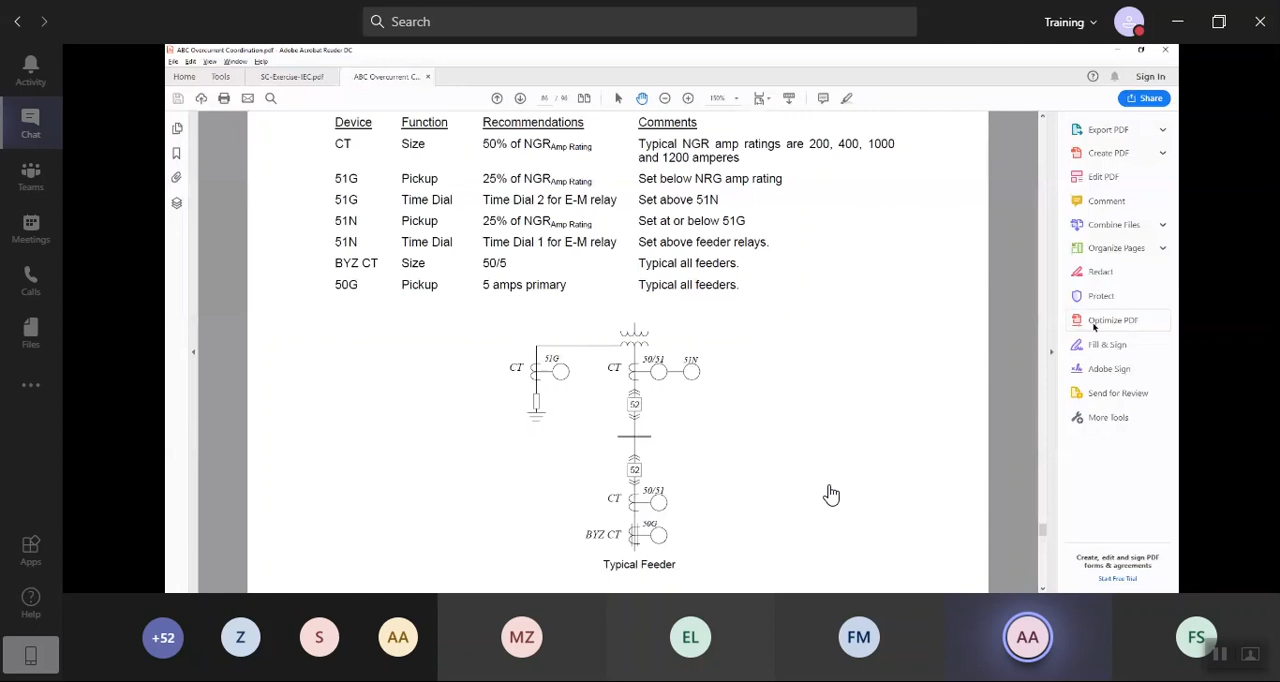 Search
Training
ABC Overcurrent Coordination.pdf - Adobe Acrobat Reader DC
File Edit View Window Help
Home Tools SC-Exercise-IEC.pdf ABC Overcurrent C... × Sign In
86 / 96 150% Share
Activity
Chat
Teams
Meetings
Calls
Files
Apps
Help
Device Function Recommendations Comments
CT Size 50% of NGRAmp Rating Typical NGR amp ratings are 200, 400, 1000
and 1200 amperes
51G Pickup 25% of NGRAmp Rating Set below NRG amp rating
51G Time Dial Time Dial 2 for E-M relay Set above 51N
51N Pickup 25% of NGRAmp Rating Set at or below 51G
51N Time Dial Time Dial 1 for E-M relay Set above feeder relays.
BYZ CT Size 50/5 Typical all feeders.
50G Pickup 5 amps primary Typical all feeders.
CT 51G CT 50/51 51N
52
52
CT 50/51
BYZ CT 50G
Typical Feeder
Export PDF
Create PDF
Edit PDF
Comment
Combine Files
Organize Pages
Redact
Protect
Optimize PDF
Fill & Sign
Adobe Sign
Send for Review
More Tools
Create, edit and sign PDF
forms & agreements
Start Free Trial
+52 Z S AA MZ EL FM AA FS